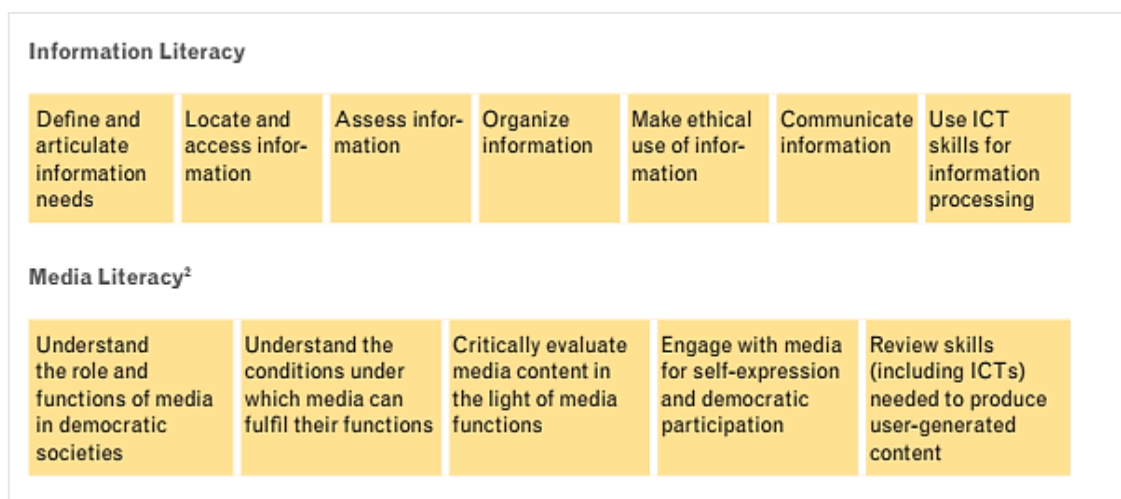 Information Literacy
Define and
articulate
information
needs
Locate and
access infor-
mation
Assess infor-
mation
Organize
information
Make ethical
use of infor-
mation
Communicate
information
Use ICT
skills for
information
processing
Media Literacy²
Understand
the role and
functions of media
in democratic
societies
Understand the
conditions under
which media can
fulfil their functions
Critically evaluate
media content in
the light of media
functions
Engage with media
for self-expression
and democratic
participation
Review skills
(including ICTs)
needed to produce
user-generated
content